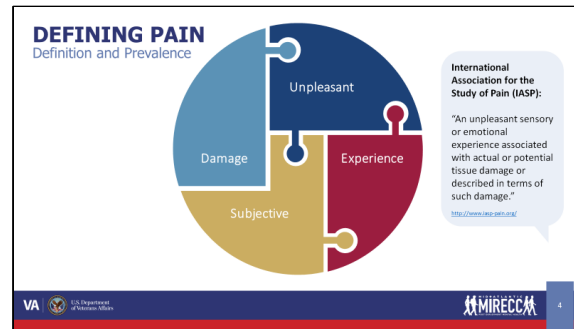 DEFINING PAIN
Definition and Prevalence
Unpleasant
Damage
Experience
Subjective
International
Association for the
Study of Pain (IASP):
“An unpleasant sensory
or emotional
experience associated
with actual or potential
tissue damage or
described in terms of
such damage.”
http://www.iasp-pain.org/
VA
U.S. Department
of Veterans Affairs
MIRECC
4